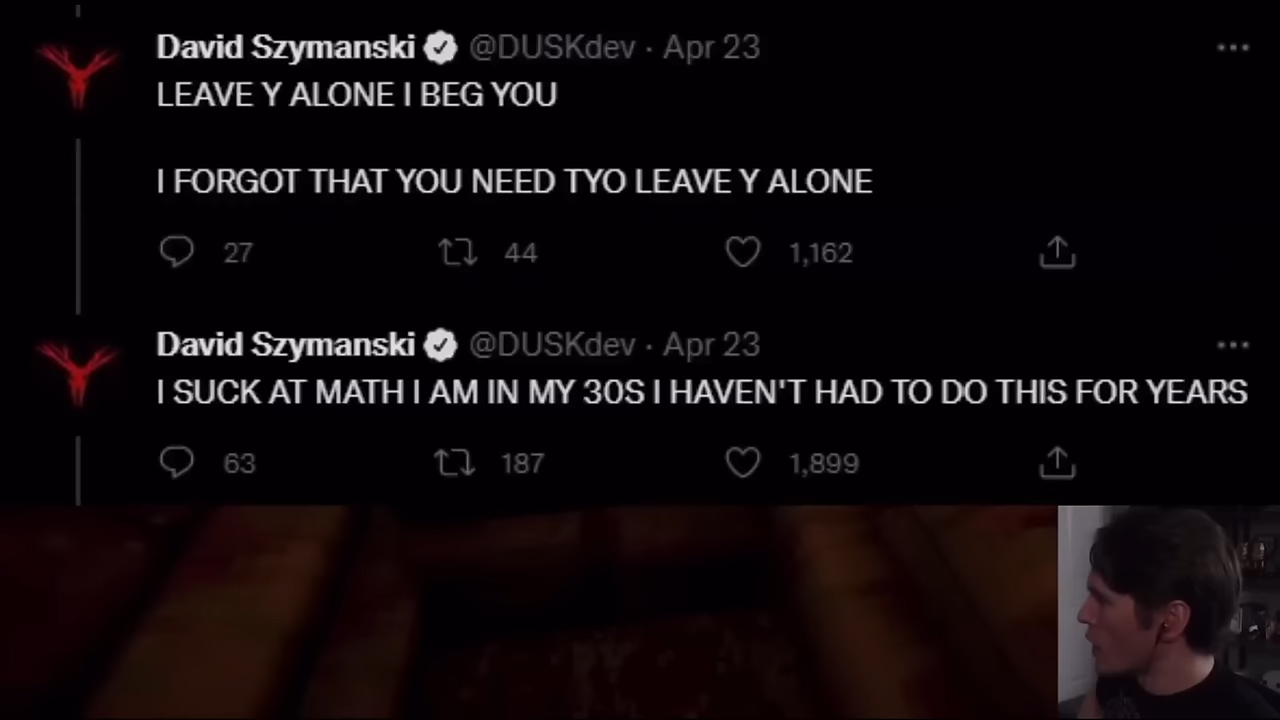 David Szymanski @DUSKdev · Apr 23
LEAVE Y ALONE I BEG YOU
I FORGOT THAT YOU NEED TYO LEAVE Y ALONE
27 44 1,162
David Szymanski @DUSKdev · Apr 23
I SUCK AT MATH I AM IN MY 30S I HAVEN'T HAD TO DO THIS FOR YEARS
63 187 1,899